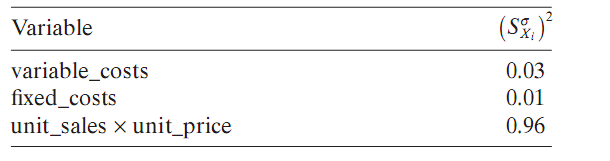 Variable (S^σ_{X_i})^2
variable_costs 0.03
fixed_costs 0.01
unit_sales × unit_price 0.96